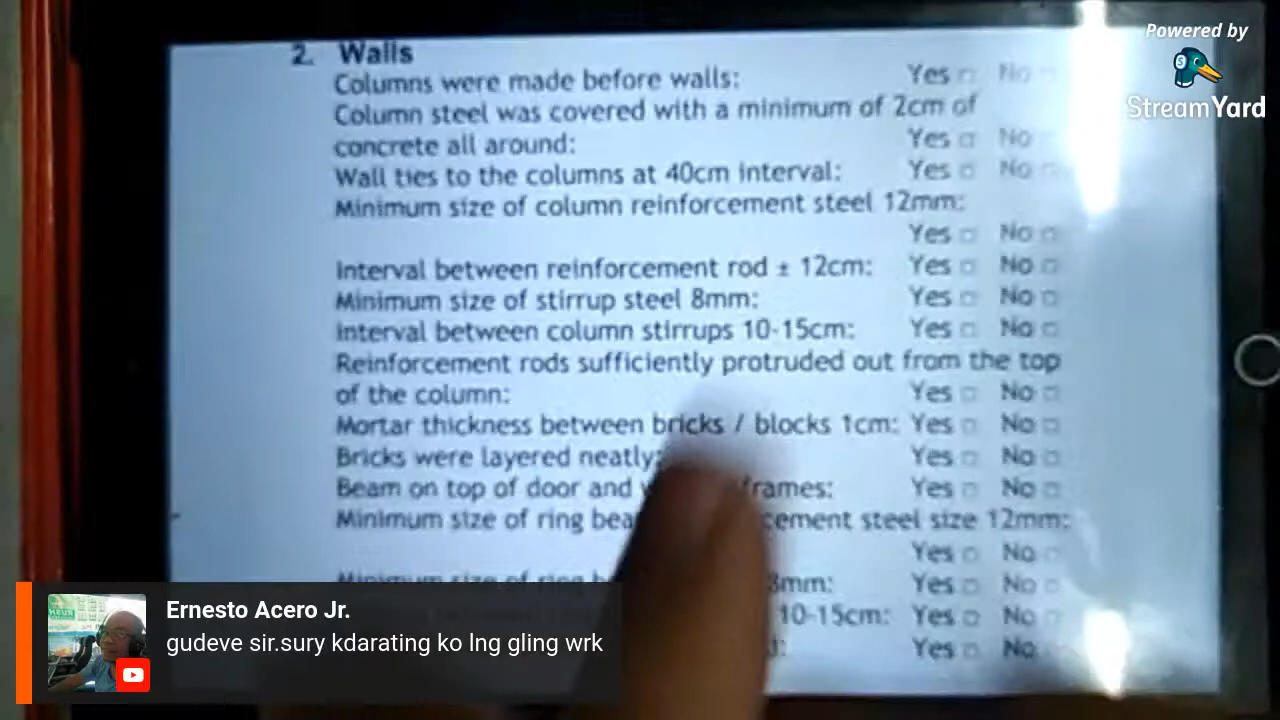 Powered by
StreamYard
2. Walls
Columns were made before walls: Yes □ No □
Column steel was covered with a minimum of 2cm of
concrete all around: Yes □ No □
Wall ties to the columns at 40cm interval: Yes □ No □
Minimum size of column reinforcement steel 12mm:
Yes □ No □
Interval between reinforcement rod ± 12cm: Yes □ No □
Minimum size of stirrup steel 8mm: Yes □ No □
Interval between column stirrups 10-15cm: Yes □ No □
Reinforcement rods sufficiently protruded out from the top
of the column: Yes □ No □
Mortar thickness between bricks / blocks 1cm: Yes □ No □
Bricks were layered neatly: Yes □ No □
Beam on top of door and frames: Yes □ No □
Minimum size of ring steel size 12mm:
Yes □ No □
Minimum size of ring 8mm: Yes □ No □
10-15cm: Yes □ No □
Yes □ No □
Ernesto Acero Jr.
gudeve sir.sury kdarating ko lng gling wrk